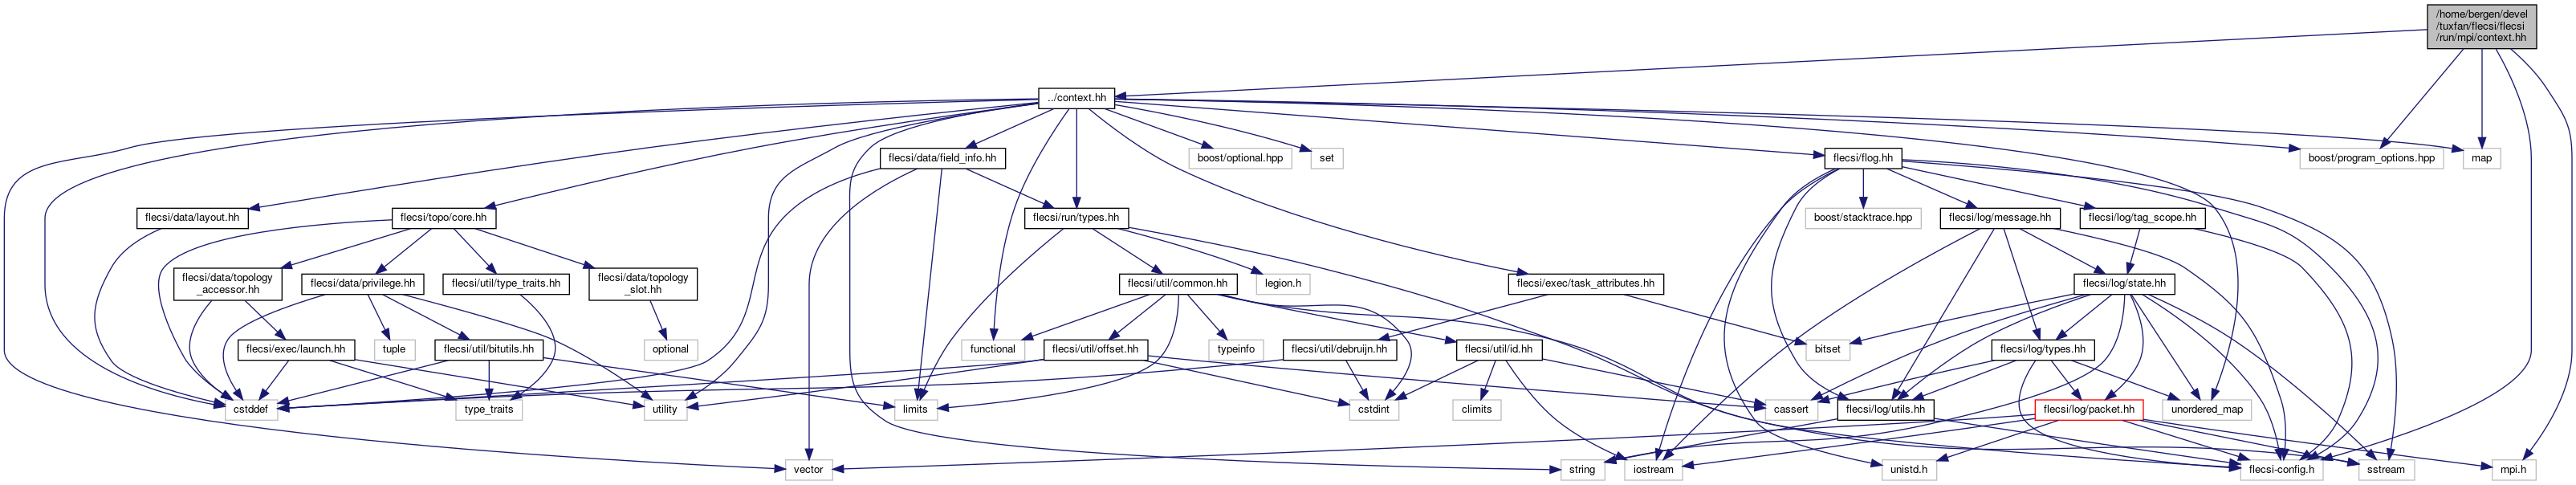 /home/bergen/devel
/tuxfan/flecsi/flecsi
/run/mpi/context.hh
../context.hh
flecsi/data/field_info.hh
boost/optional.hpp
set
flecsi/flog.hh
boost/program_options.hpp
map
flecsi/data/layout.hh
flecsi/topo/core.hh
flecsi/run/types.hh
boost/stacktrace.hpp
flecsi/log/message.hh
flecsi/log/tag_scope.hh
flecsi/data/topology
_accessor.hh
flecsi/data/privilege.hh
flecsi/util/type_traits.hh
flecsi/data/topology
_slot.hh
flecsi/util/common.hh
legion.h
flecsi/exec/task_attributes.hh
flecsi/log/state.hh
flecsi/exec/launch.hh
tuple
flecsi/util/bitutils.hh
optional
functional
flecsi/util/offset.hh
typeinfo
flecsi/util/debruijn.hh
flecsi/util/id.hh
bitset
flecsi/log/types.hh
cstddef
type_traits
utility
limits
cstdint
climits
cassert
flecsi/log/utils.hh
flecsi/log/packet.hh
unordered_map
vector
string
iostream
unistd.h
flecsi-config.h
sstream
mpi.h